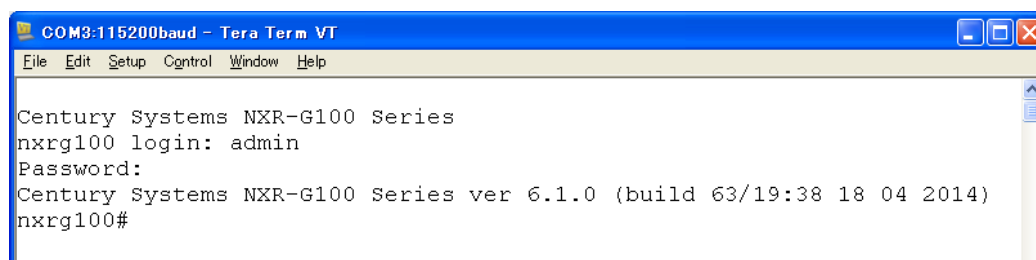 COM3:115200baud - Tera Term VT
File Edit Setup Control Window Help
Century Systems NXR-G100 Series
nxrg100 login: admin
Password:
Century Systems NXR-G100 Series ver 6.1.0 (build 63/19:38 18 04 2014)
nxrg100#